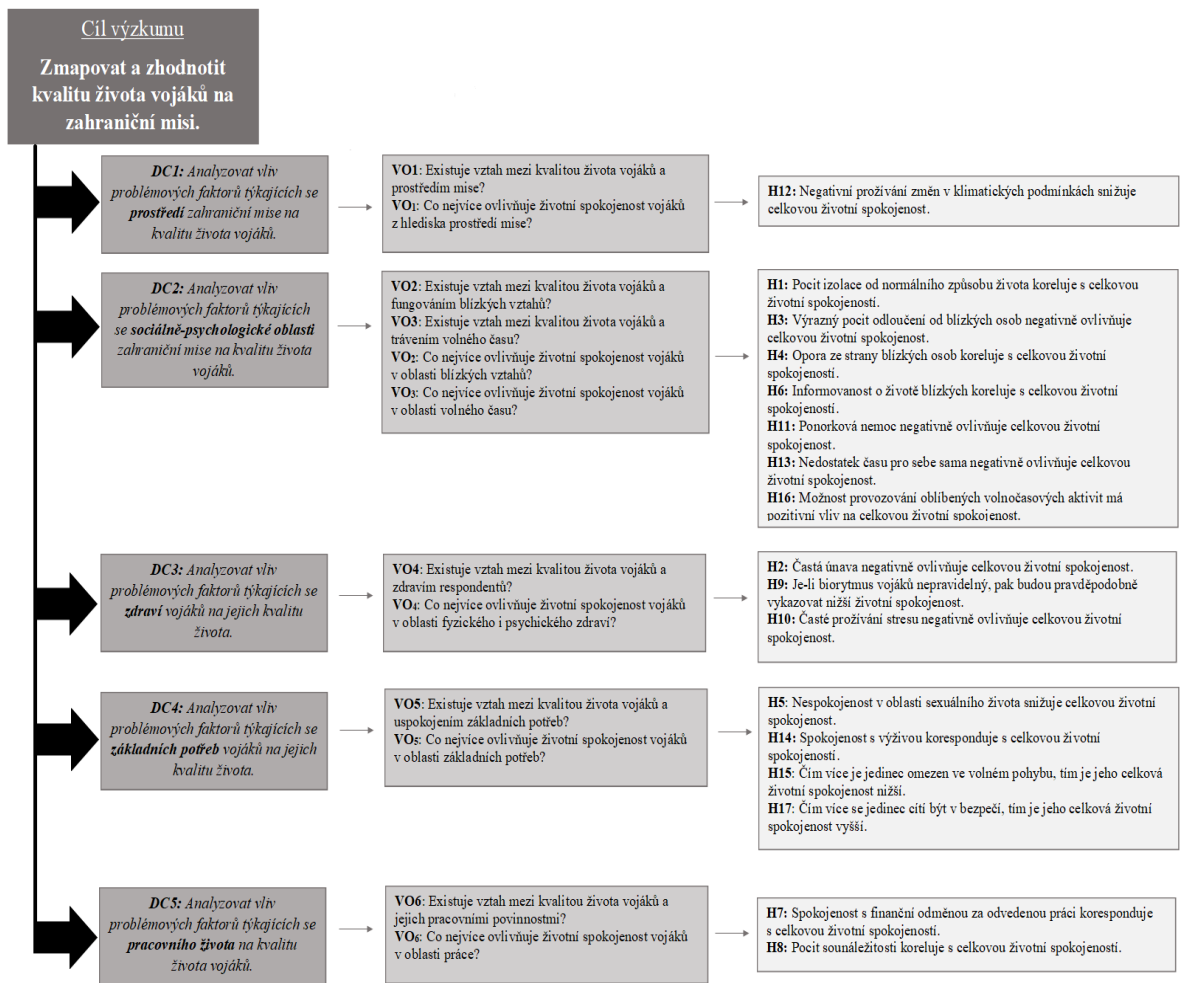 Cíl výzkumu
Zmapovat a zhodnotit
kvalitu života vojáků na
zahraniční misi.
DC1: Analyzovat vliv
problémových faktorů týkajících se
prostředí zahraniční mise na
kvalitu života vojáků.
VO1: Existuje vztah mezi kvalitou života vojáků a
prostředím mise?
VO₁: Co nejvíce ovlivňuje životní spokojenost vojáků
z hlediska prostředí mise?
H12: Negativní prožívání změn v klimatických podmínkách snižuje
celkovou životní spokojenost.
DC2: Analyzovat vliv
problémových faktorů týkajících
se sociálně-psychologické oblasti
zahraniční mise na kvalitu života
vojáků.
VO2: Existuje vztah mezi kvalitou života vojáků a
fungováním blízkých vztahů?
VO3: Existuje vztah mezi kvalitou života vojáků a
trávením volného času?
VO₂: Co nejvíce ovlivňuje životní spokojenost vojáků
v oblasti blízkých vztahů?
VO₃: Co nejvíce ovlivňuje životní spokojenost vojáků
v oblasti volného času?
H1: Pocit izolace od normálního způsobu života koreluje s celkovou
životní spokojeností.
H3: Výrazný pocit odloučení od blízkých osob negativně ovlivňuje
celkovou životní spokojenost.
H4: Opora ze strany blízkých osob koreluje s celkovou životní
spokojeností.
H6: Informovanost o životě blízkých koreluje s celkovou životní
spokojeností.
H11: Ponorková nemoc negativně ovlivňuje celkovou životní
spokojenost.
H13: Nedostatek času pro sebe sama negativně ovlivňuje celkovou
životní spokojenost.
H16: Možnost provozování oblíbených volnočasových aktivit má
pozitivní vliv na celkovou životní spokojenost.
DC3: Analyzovat vliv
problémových faktorů týkajících se
zdraví vojáků na jejich kvalitu
života.
VO4: Existuje vztah mezi kvalitou života vojáků a
zdravím respondentů?
VO₄: Co nejvíce ovlivňuje životní spokojenost vojáků
v oblasti fyzického i psychického zdraví?
H2: Častá únava negativně ovlivňuje celkovou životní spokojenost.
H9: Je-li biorytmus vojáků nepravidelný, pak budou pravděpodobně
vykazovat nižší životní spokojenost.
H10: Časté prožívání stresu negativně ovlivňuje celkovou životní
spokojenost.
DC4: Analyzovat vliv
problémových faktorů týkajících se
základních potřeb vojáků na jejich
kvalitu života.
VO5: Existuje vztah mezi kvalitou života vojáků a
uspokojením základních potřeb?
VO₅: Co nejvíce ovlivňuje životní spokojenost vojáků
v oblasti základních potřeb?
H5: Nespokojenost v oblasti sexuálního života snižuje celkovou životní
spokojenost.
H14: Spokojenost s výživou koresponduje s celkovou životní
spokojeností.
H15: Čím více je jedinec omezen ve volném pohybu, tím je jeho celková
životní spokojenost nižší.
H17: Čím více se jedinec cítí být v bezpečí, tím je jeho celková životní
spokojenost vyšší.
DC5: Analyzovat vliv
problémových faktorů týkajících se
pracovního života na kvalitu
života vojáků.
VO6: Existuje vztah mezi kvalitou života vojáků a
jejich pracovními povinnostmi?
VO₆: Co nejvíce ovlivňuje životní spokojenost vojáků
v oblasti práce?
H7: Spokojenost s finanční odměnou za odvedenou práci koresponduje
s celkovou životní spokojeností.
H8: Pocit sounáležitosti koreluje s celkovou životní spokojeností.